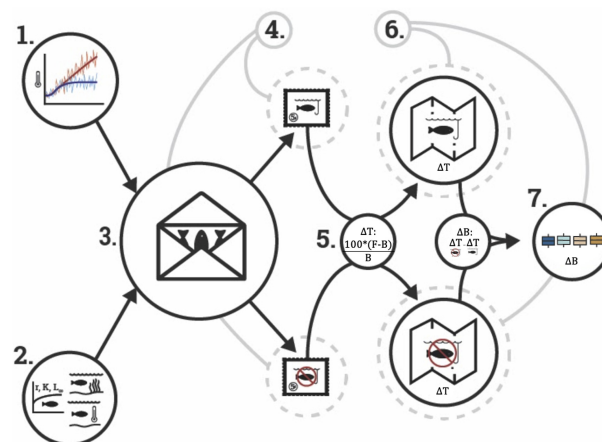 1.
2.
r, K, L∞
3.
4.
5.
ΔT:
100*(F-B)
B
6.
ΔT
ΔB:
ΔT - ΔT
ΔT
7.
ΔB